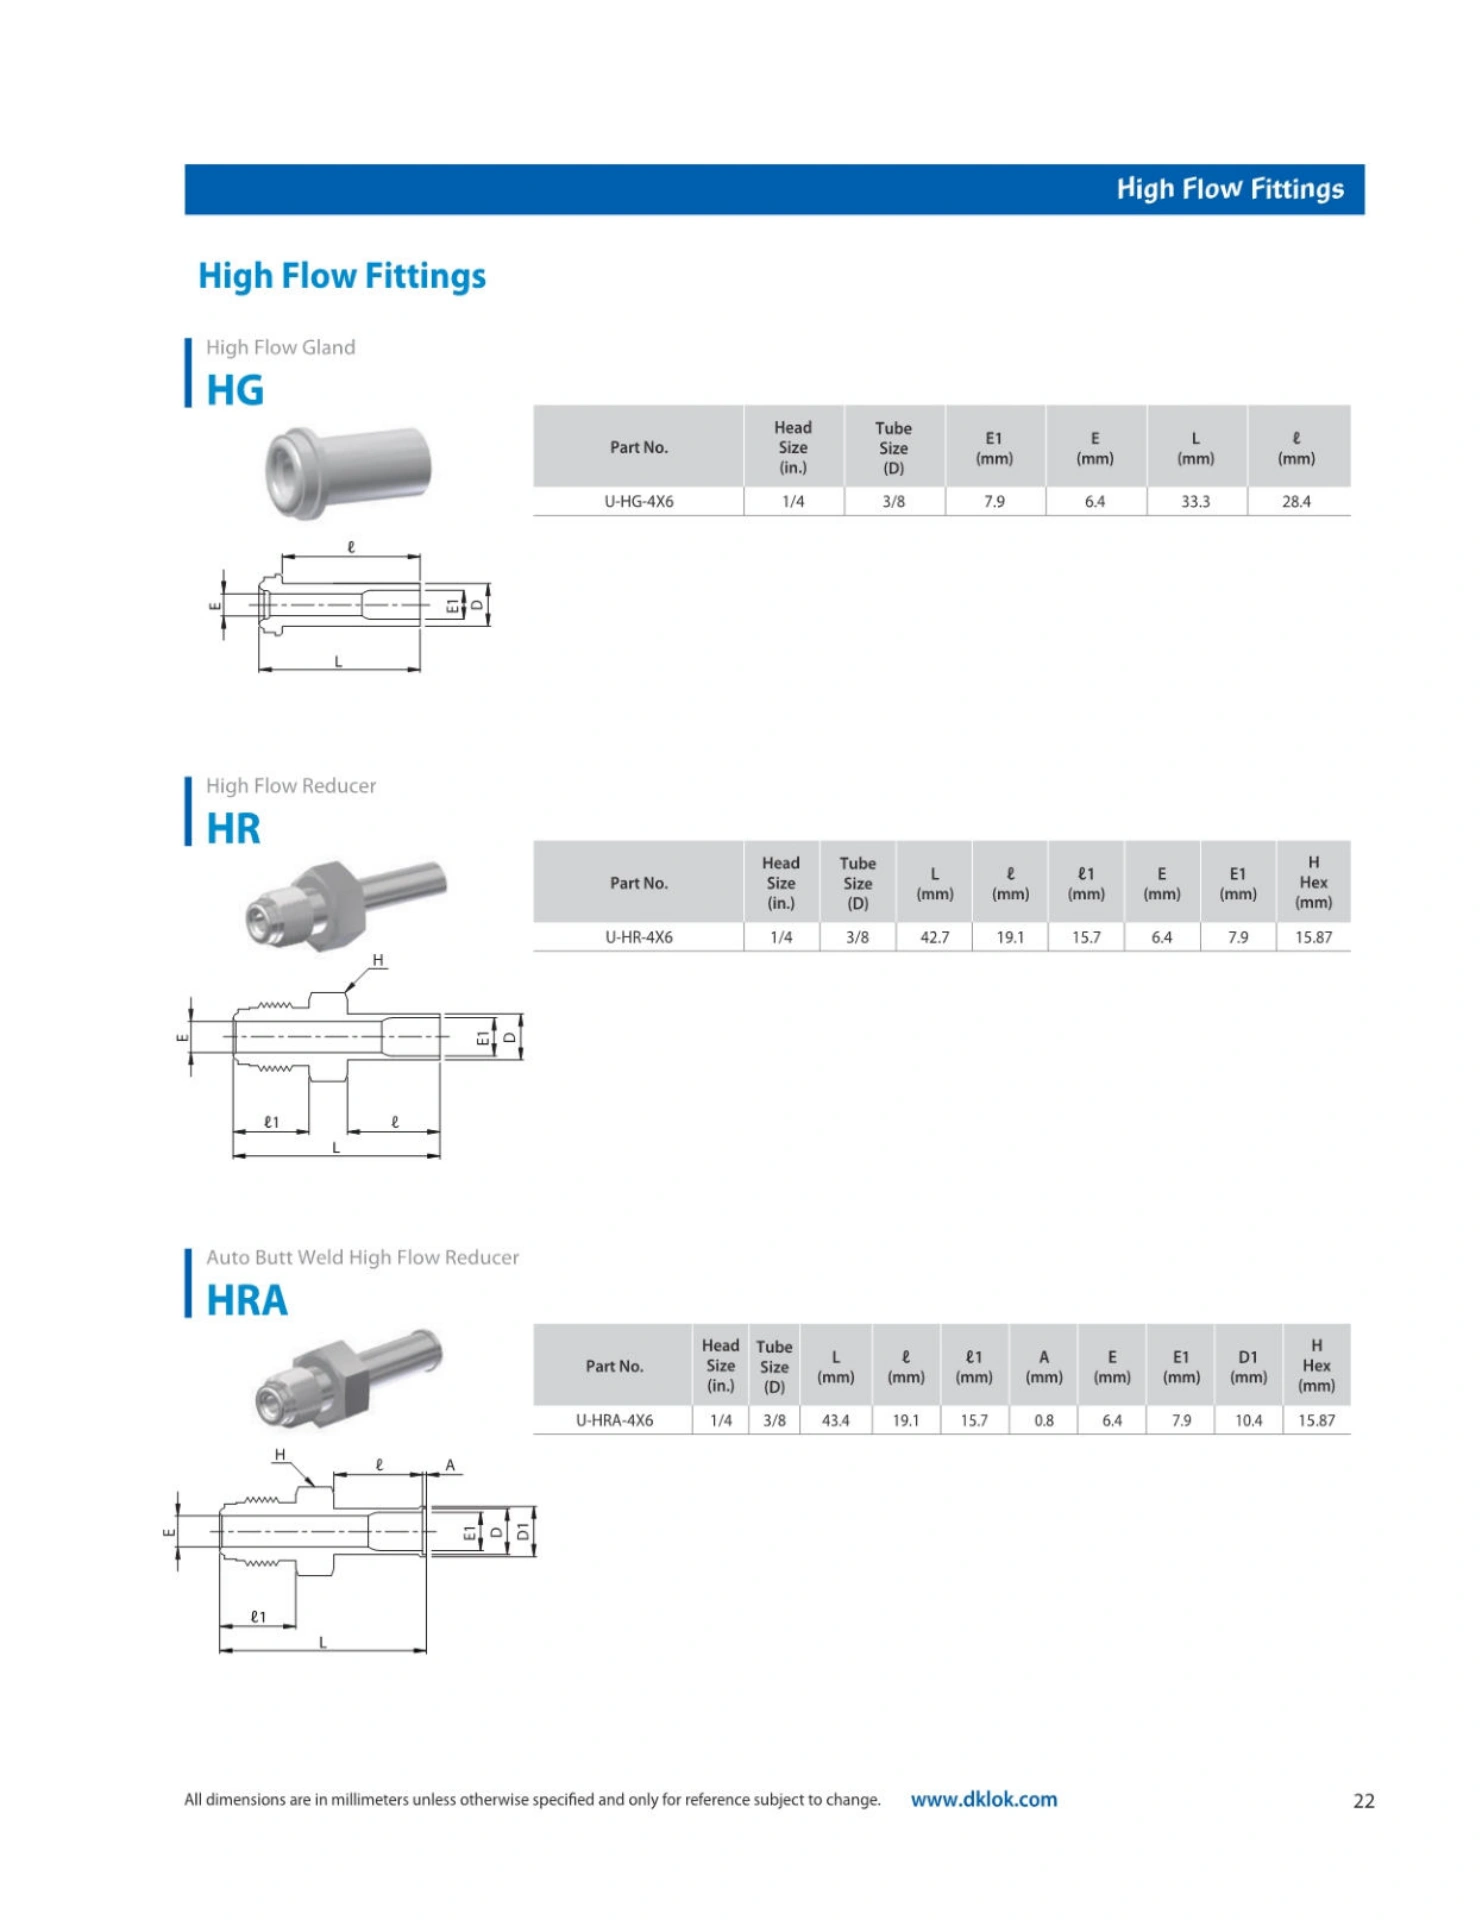 High Flow Fittings
High Flow Fittings
High Flow Gland
HG
Part No. Head Size (in.) Tube Size (D) E1 (mm) E (mm) L (mm) ℓ (mm)
U-HG-4X6 1/4 3/8 7.9 6.4 33.3 28.4
ℓ
E E1 D
L
High Flow Reducer
HR
Part No. Head Size (in.) Tube Size (D) L (mm) ℓ (mm) ℓ1 (mm) E (mm) E1 (mm) H Hex (mm)
U-HR-4X6 1/4 3/8 42.7 19.1 15.7 6.4 7.9 15.87
H
E E1 D
ℓ1 ℓ
L
Auto Butt Weld High Flow Reducer
HRA
Part No. Head Size (in.) Tube Size (D) L (mm) ℓ (mm) ℓ1 (mm) A (mm) E (mm) E1 (mm) D1 (mm) H Hex (mm)
U-HRA-4X6 1/4 3/8 43.4 19.1 15.7 0.8 6.4 7.9 10.4 15.87
H ℓ A
E E1 D D1
ℓ1
L
All dimensions are in millimeters unless otherwise specified and only for reference subject to change. www.dklok.com 22